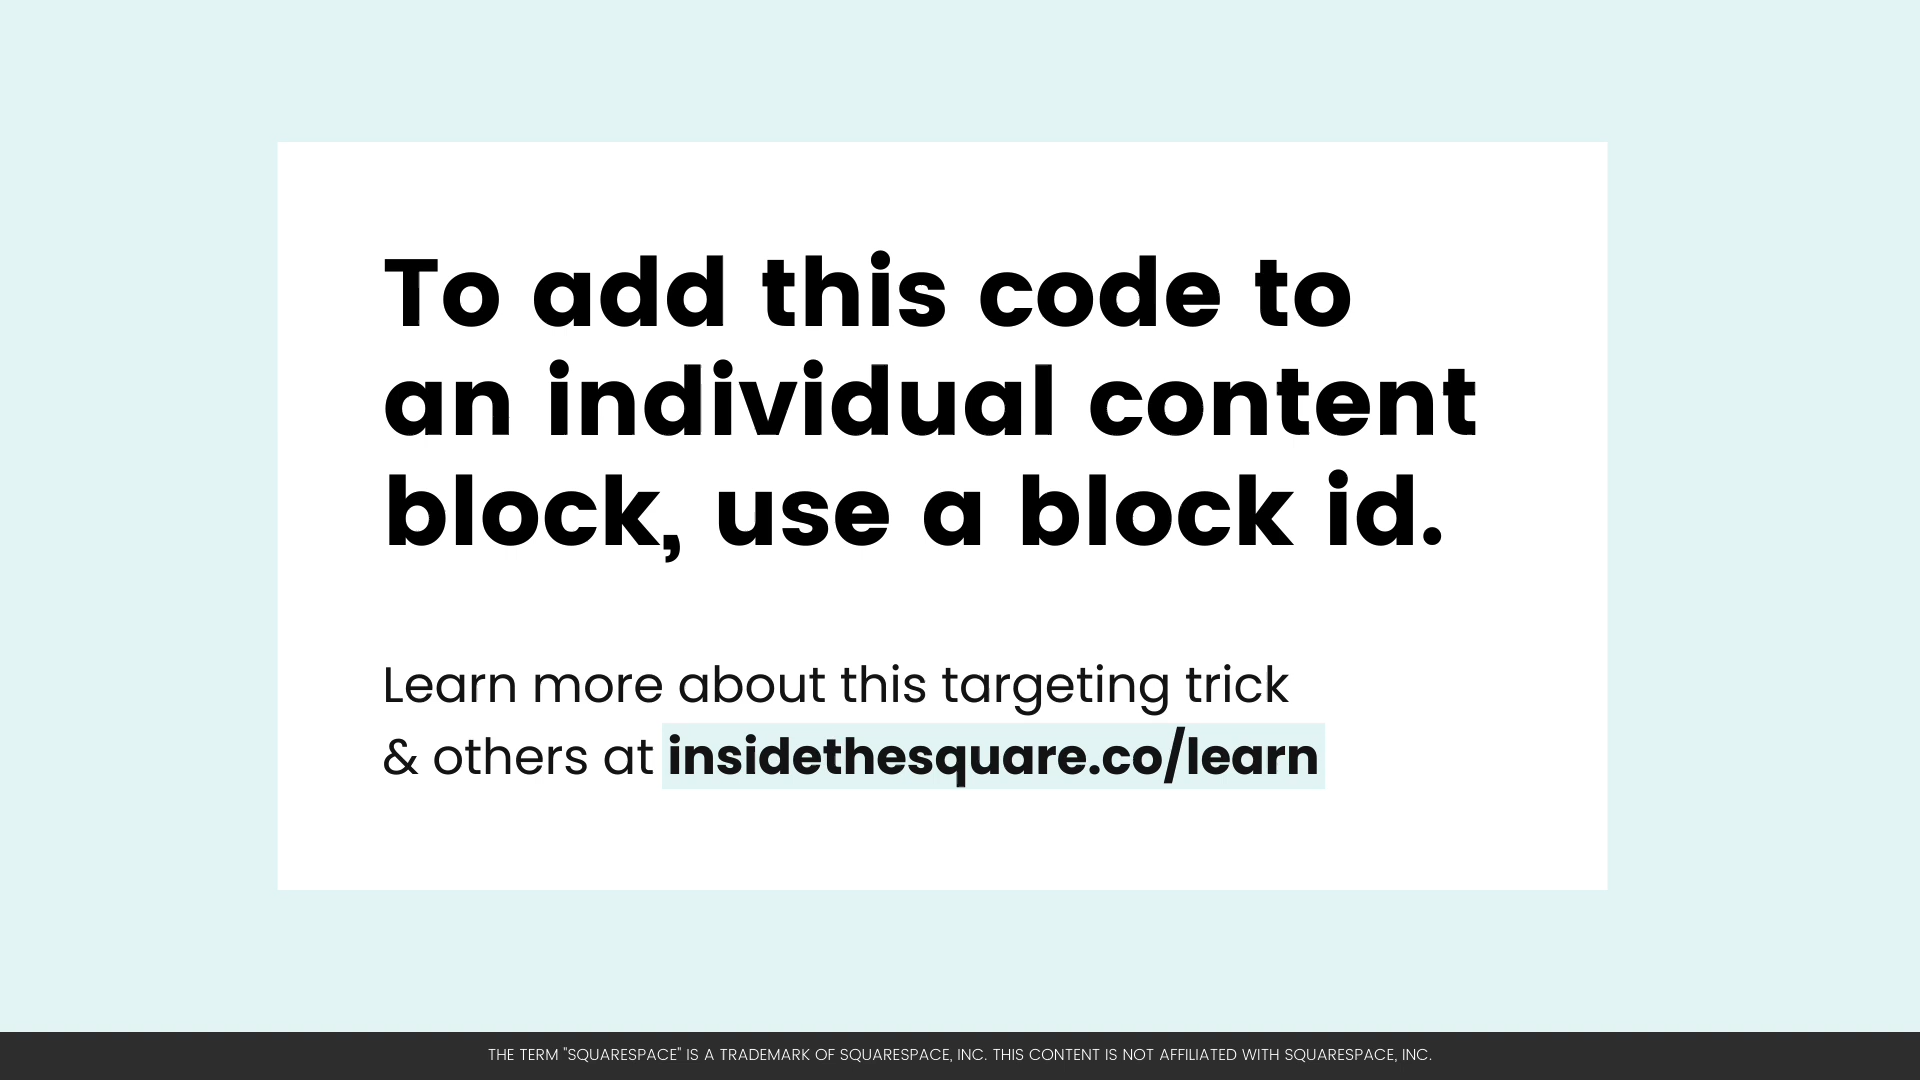 To add this code to
an individual content
block, use a block id.
Learn more about this targeting trick
& others at insidethesquare.co/learn
THE TERM "SQUARESPACE" IS A TRADEMARK OF SQUARESPACE, INC. THIS CONTENT IS NOT AFFILIATED WITH SQUARESPACE, INC.